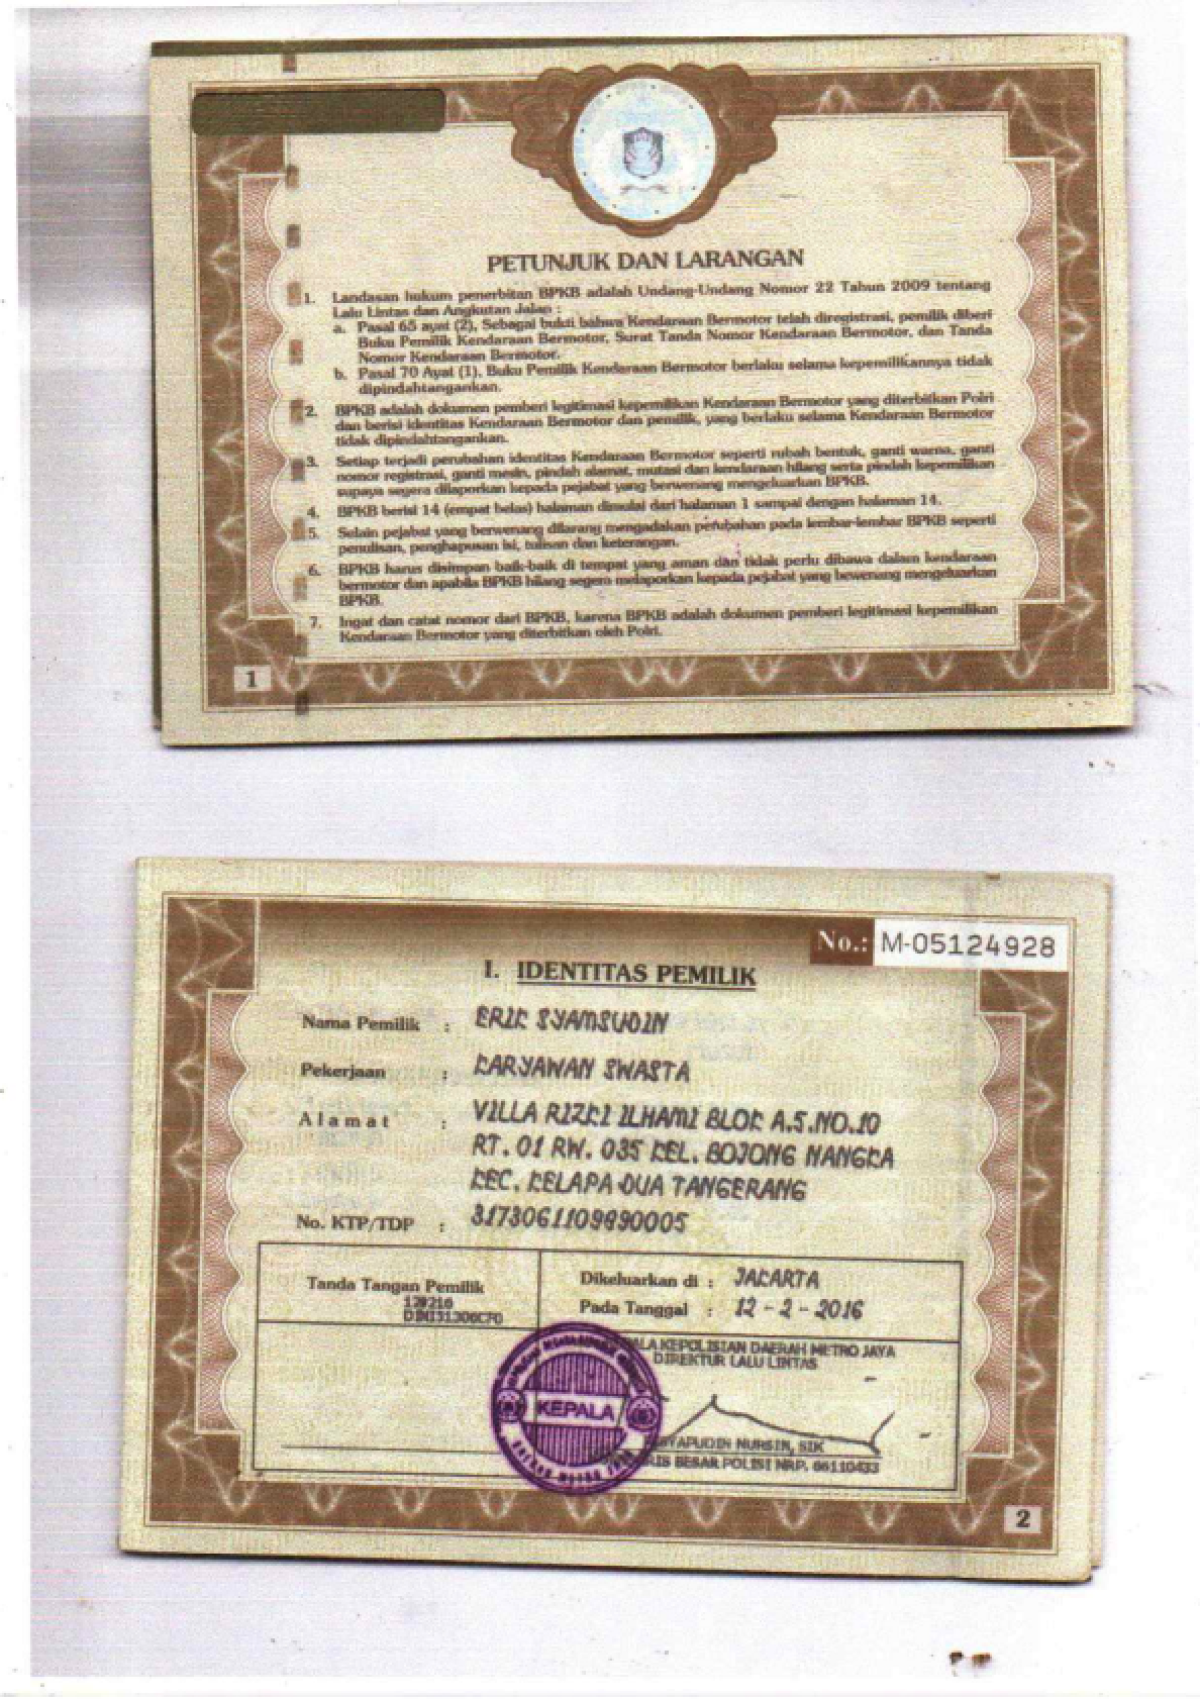 PETUNJUK DAN LARANGAN
1. Landasan hukum penerbitan BPKB adalah Undang-Undang Nomor 22 Tahun 2009 tentang
Lalu Lintas dan Angkutan Jalan :
a. Pasal 65 ayat (2), Sebagai bukti bahwa Kendaraan Bermotor telah diregistrasi, pemilik diberi
Buku Pemilik Kendaraan Bermotor, Surat Tanda Nomor Kendaraan Bermotor, dan Tanda
Nomor Kendaraan Bermotor.
b. Pasal 70 Ayat (1), Buku Pemilik Kendaraan Bermotor berlaku selama kepemilikannya tidak
dipindahtangankan.
2. BPKB adalah dokumen pemberi legitimasi kepemilikan Kendaraan Bermotor yang diterbitkan Polri
dan berisi identitas Kendaraan Bermotor dan pemilik, yang berlaku selama Kendaraan Bermotor
tidak dipindahtangankan.
3. Setiap terjadi perubahan identitas Kendaraan Bermotor seperti rubah bentuk, ganti warna, ganti
nomor registrasi, ganti mesin, pindah alamat, mutasi dan kendaraan hilang serta pindah kepemilikan
supaya segera dilaporkan kepada pejabat yang berwenang mengeluarkan BPKB.
4. BPKB berisi 14 (empat belas) halaman dimulai dari halaman 1 sampai dengan halaman 14.
5. Selain pejabat yang berwenang dilarang mengadakan perubahan pada lembar-lembar BPKB seperti
penulisan, penghapusan isi, tulisan dan keterangan.
6. BPKB harus disimpan baik-baik di tempat yang aman dan tidak perlu dibawa dalam kendaraan
bermotor dan apabila BPKB hilang segera melaporkan kepada pejabat yang bewenang mengeluarkan
BPKB.
7. Ingat dan catat nomor dari BPKB, karena BPKB adalah dokumen pemberi legitimasi kepemilikan
Kendaraan Bermotor yang diterbitkan oleh Polri.
1
No.: M-05124928
I. IDENTITAS PEMILIK
Nama Pemilik : ERIK SYAMSUDIN
Pekerjaan : KARYAWAN SWASTA
Alamat : VILLA RIZKI ILHAMI BLOK A.5.NO.10
RT. 01 RW. 035 KEL. BOJONG NANGKA
KEC. KELAPA DUA TANGERANG
No. KTP/TDP : 3173061109890005
Tanda Tangan Pemilik
Dikeluarkan di : JAKARTA
Pada Tanggal : 12 - 2 - 2016
LA KEPOLISIAN DAERAH METRO JAYA
DIREKTUR LALU LINTAS
KEPALA
SYAPUDIN NURSIN, SIK
RIS BESAR POLISI NRP. 66110433
2